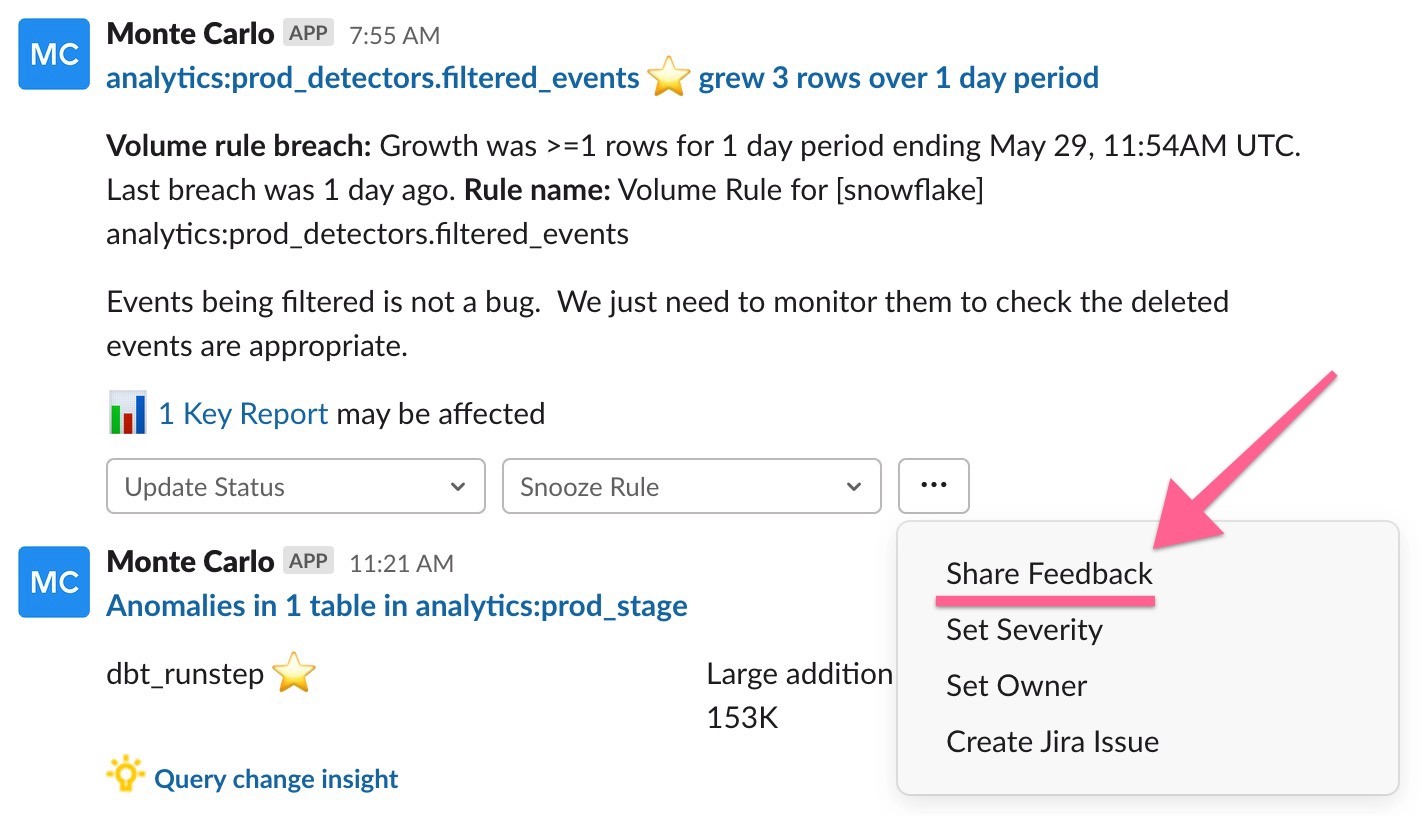 MC
Monte Carlo APP 7:55 AM
analytics:prod_detectors.filtered_events ⭐ grew 3 rows over 1 day period
Volume rule breach: Growth was >=1 rows for 1 day period ending May 29, 11:54AM UTC.
Last breach was 1 day ago. Rule name: Volume Rule for [snowflake]
analytics:prod_detectors.filtered_events
Events being filtered is not a bug.  We just need to monitor them to check the deleted
events are appropriate.
📊 1 Key Report may be affected
Update Status
Snooze Rule
...
MC
Monte Carlo APP 11:21 AM
Anomalies in 1 table in analytics:prod_stage
dbt_runstep ⭐
Large addition
153K
Query change insight
Share Feedback
Set Severity
Set Owner
Create Jira Issue